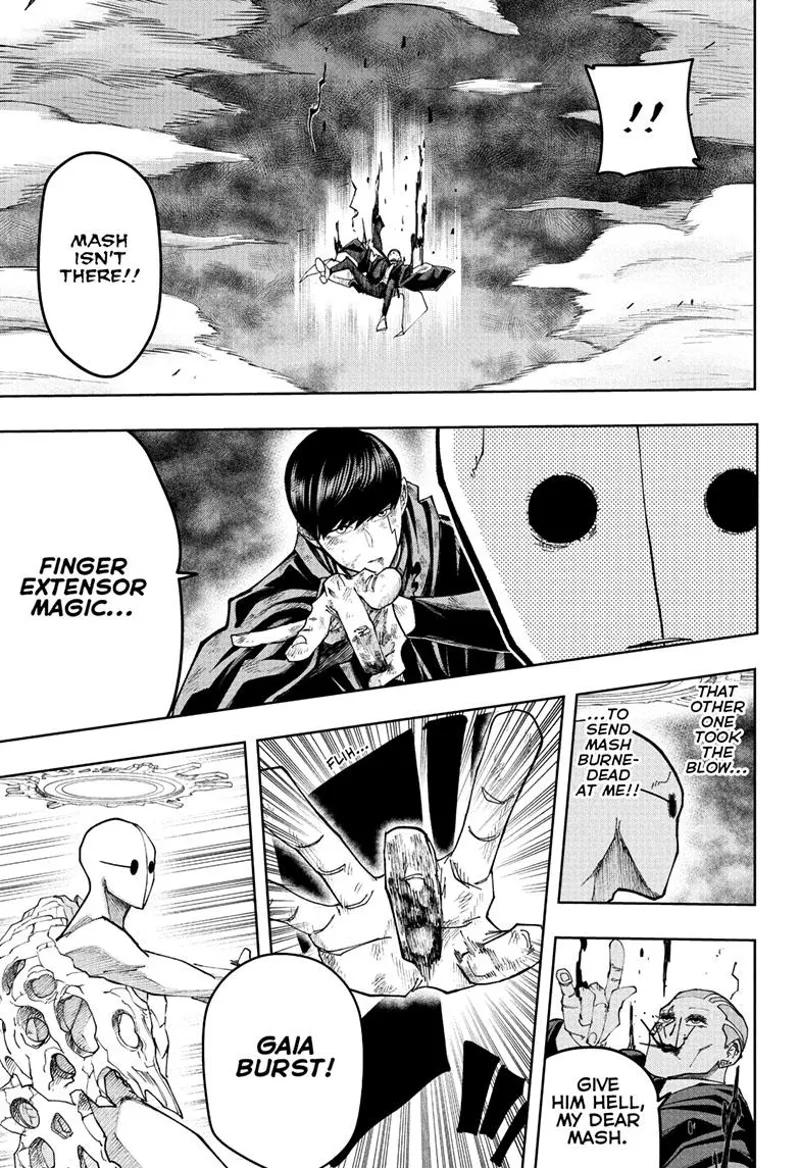 !!
MASH
ISN'T
THERE!!
FINGER
EXTENSOR
MAGIC...
THAT
OTHER
ONE
TOOK
THE
BLOW...
...TO
SEND
MASH
BURNE-
DEAD
AT ME!!
FLIH...
GIVE
HIM HELL,
MY DEAR
MASH.
GAIA
BURST!